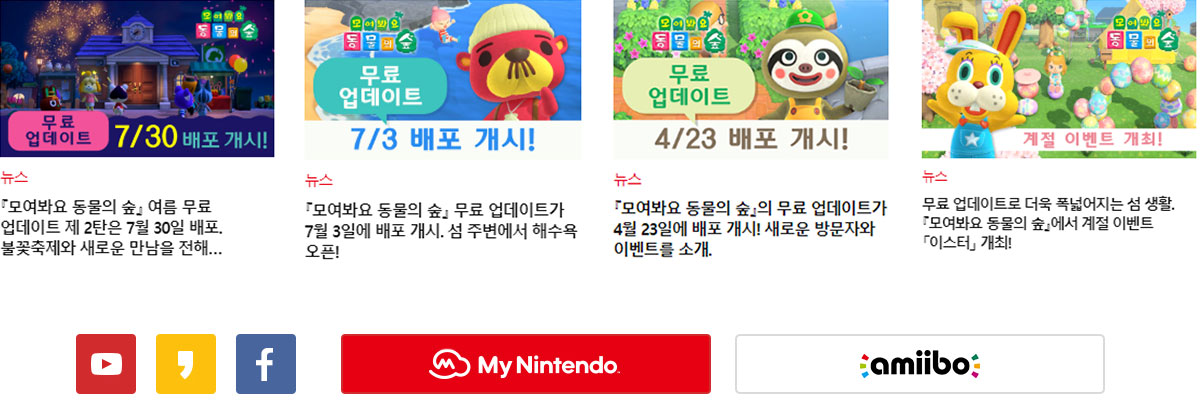 모여봐요
동물의 숲
무료
업데이트
7/30 배포 개시!
뉴스
『모여봐요 동물의 숲』 여름 무료
업데이트 제 2탄은 7월 30일 배포.
불꽃축제와 새로운 만남을 전해...
모여봐요
동물의 숲
무료
업데이트
7/3 배포 개시!
뉴스
『모여봐요 동물의 숲』 무료 업데이트가
7월 3일에 배포 개시. 섬 주변에서 해수욕
오픈!
모여봐요
동물의 숲
무료
업데이트
4/23 배포 개시!
뉴스
『모여봐요 동물의 숲』의 무료 업데이트가
4월 23일에 배포 개시! 새로운 방문자와
이벤트를 소개.
모여봐요
동물의 숲
계절 이벤트 개최!
뉴스
무료 업데이트로 더욱 폭넓어지는 섬 생활.
『모여봐요 동물의 숲』에서 계절 이벤트
「이스터」 개최!
My Nintendo
amiibo